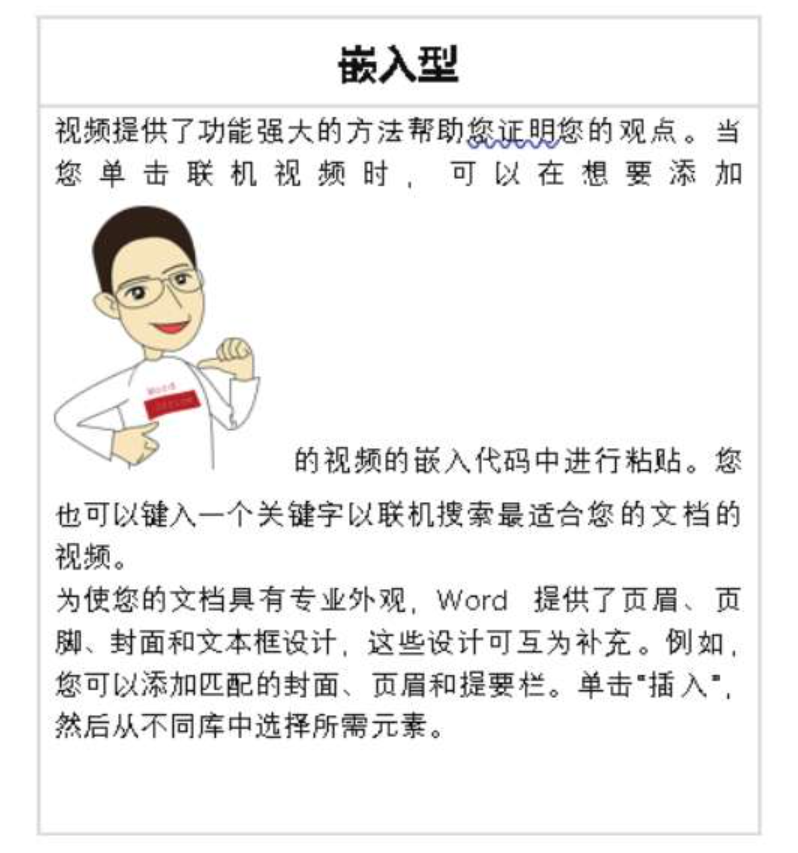 嵌入型
视频提供了功能强大的方法帮助您证明您的观点。当
您单击联机视频时，可以在想要添加
Word
的视频的嵌入代码中进行粘贴。您
也可以键入一个关键字以联机搜索最适合您的文档的
视频。
为使您的文档具有专业外观，Word 提供了页眉、页
脚、封面和文本框设计，这些设计可互为补充。例如，
您可以添加匹配的封面、页眉和提要栏。单击“插入”，
然后从不同库中选择所需元素。